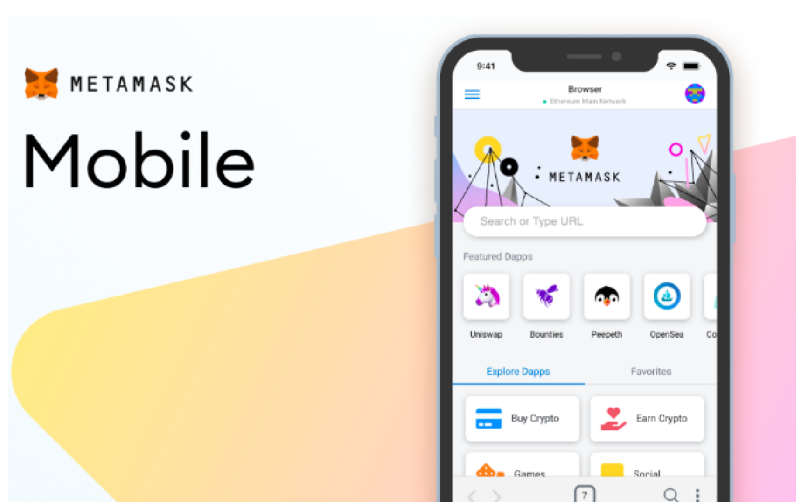 METAMASK
Mobile
9:41
Browser
Ethereum Main Network
METAMASK
Search or Type URL
Featured Dapps
Uniswap Bounties Peepeth OpenSea Co
Explore Dapps Favorites
Buy Crypto Earn Crypto
Games Social
7